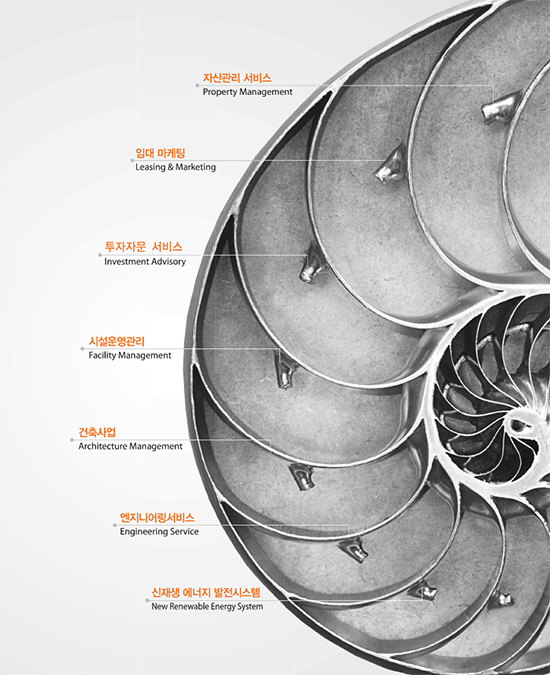 자산관리 서비스
Property Management
임대 마케팅
Leasing & Marketing
투자자문 서비스
Investment Advisory
시설운영관리
Facility Management
건축사업
Architecture Management
엔지니어링서비스
Engineering Service
신재생 에너지 발전시스템
New Renewable Energy System